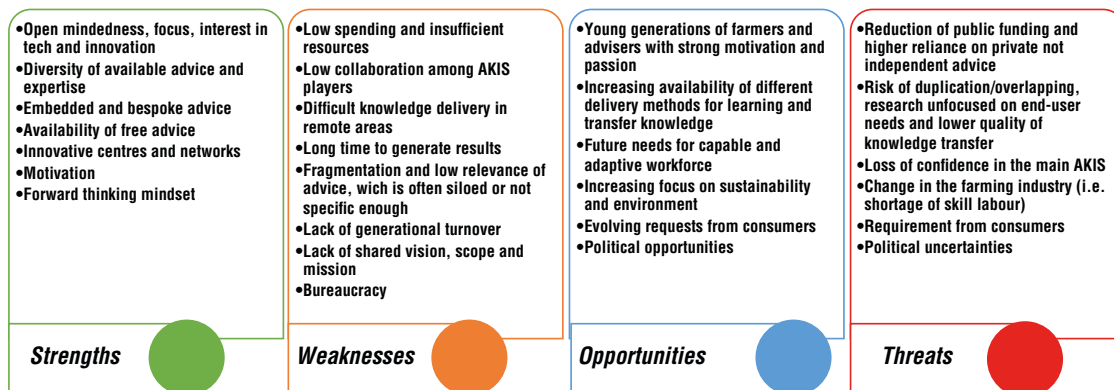 •Open mindedness, focus, interest in
tech and innovation
•Diversity of available advice and
expertise
•Embedded and bespoke advice
•Availability of free advice
•Innovative centres and networks
•Motivation
•Forward thinking mindset
Strengths
•Low spending and insufficient
resources
•Low collaboration among AKIS
players
•Difficult knowledge delivery in
remote areas
•Long time to generate results
•Fragmentation and low relevance of
advice, wich is often siloed or not
specific enough
•Lack of generational turnover
•Lack of shared vision, scope and
mission
•Bureaucracy
Weaknesses
•Young generations of farmers and
advisers with strong motivation and
passion
•Increasing availability of different
delivery methods for learning and
transfer knowledge
•Future needs for capable and
adaptive workforce
•Increasing focus on sustainability
and environment
•Evolving requests from consumers
•Political opportunities
Opportunities
•Reduction of public funding and
higher reliance on private not
independent advice
•Risk of duplication/overlapping,
research unfocused on end-user
needs and lower quality of
knowledge transfer
•Loss of confidence in the main AKIS
•Change in the farming industry (i.e.
shortage of skill labour)
•Requirement from consumers
•Political uncertainties
Threats